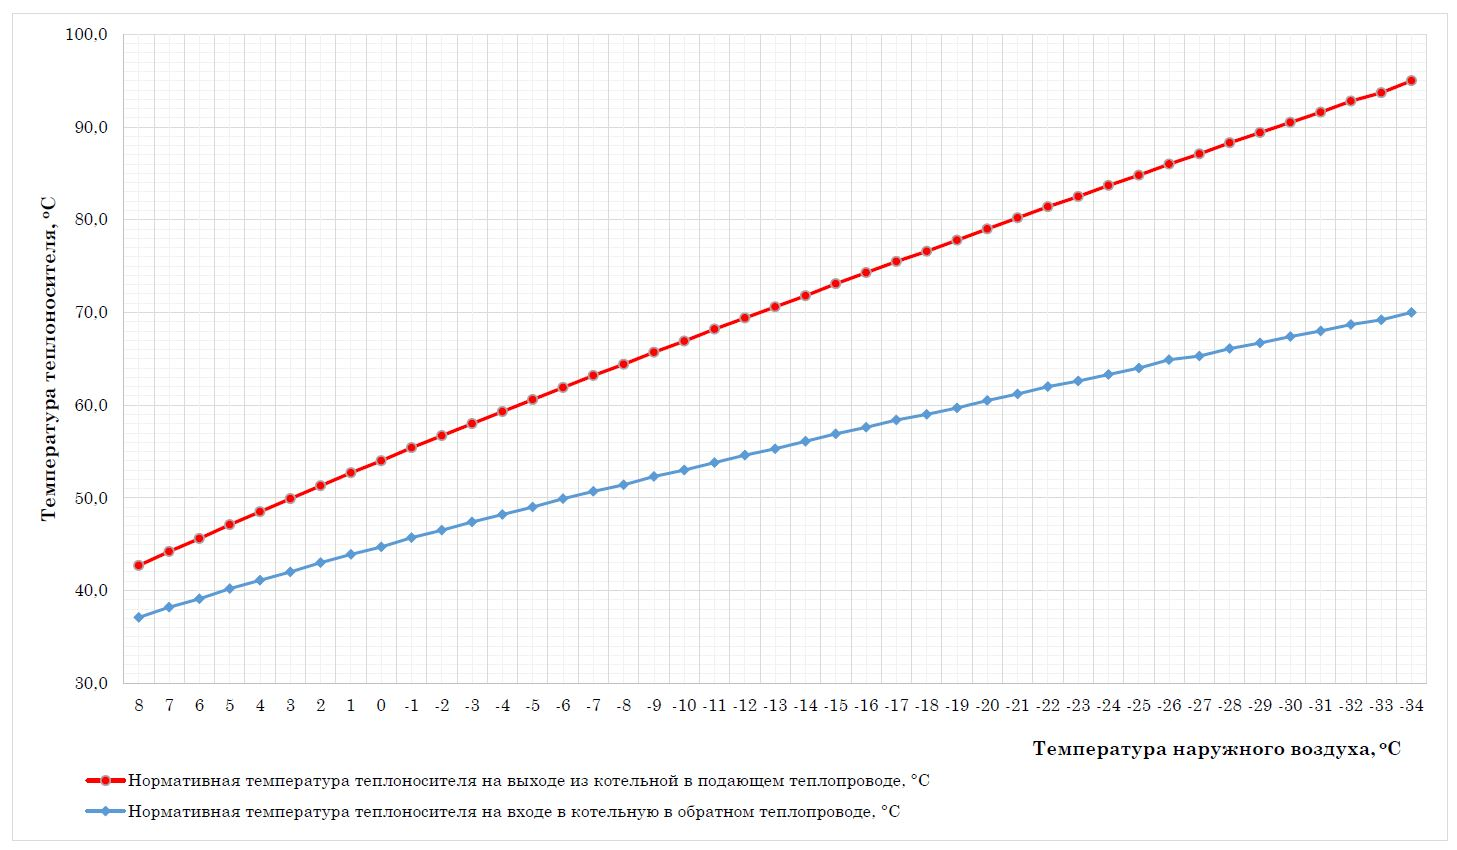 100,0
90,0
80,0
70,0
60,0
50,0
40,0
30,0
Температура теплоносителя, °С
8 7 6 5 4 3 2 1 0 -1 -2 -3 -4 -5 -6 -7 -8 -9 -10 -11 -12 -13 -14 -15 -16 -17 -18 -19 -20 -21 -22 -23 -24 -25 -26 -27 -28 -29 -30 -31 -32 -33 -34
Температура наружного воздуха, °С
Нормативная температура теплоносителя на выходе из котельной в подающем теплопроводе, °С
Нормативная температура теплоносителя на входе в котельную в обратном теплопроводе, °С